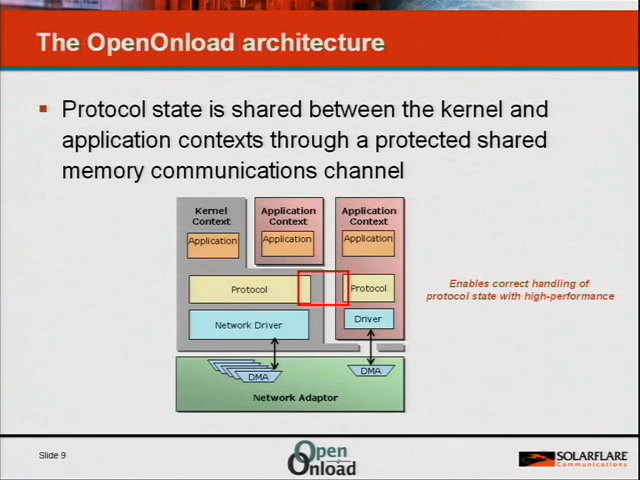 The OpenOnload architecture
Protocol state is shared between the kernel and
application contexts through a protected shared
memory communications channel
Kernel
Context
Application
Context
Application
Context
Application
Application
Application
Protocol
Protocol
Enables correct handling of
protocol state with high-performance
Network Driver
Driver
DMA
DMA
Network Adaptor
Slide 9
Open
Onload
SOLARFLARE
Communications